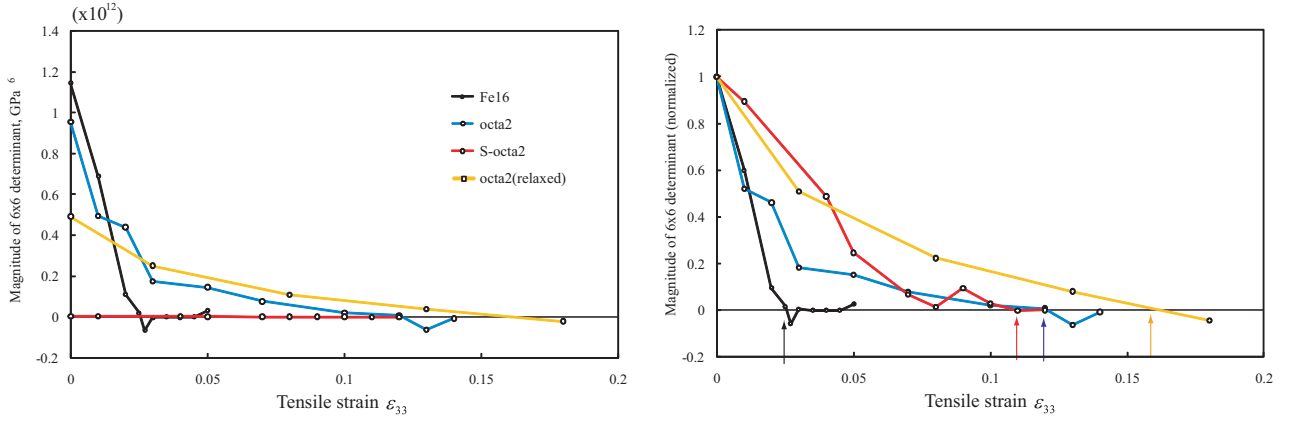 (x10¹²)
Magnitude of 6x6 determinant, GPa ⁶
1.4
1.2
1
0.8
0.6
0.4
0.2
0
-0.2
Fe16
octa2
S-octa2
octa2(relaxed)
0 0.05 0.1 0.15 0.2
Tensile strain ε₃₃
Magnitude of 6x6 determinant (normalized)
1.2
1
0.8
0.6
0.4
0.2
0
-0.2
0 0.05 0.1 0.15 0.2
Tensile strain ε₃₃